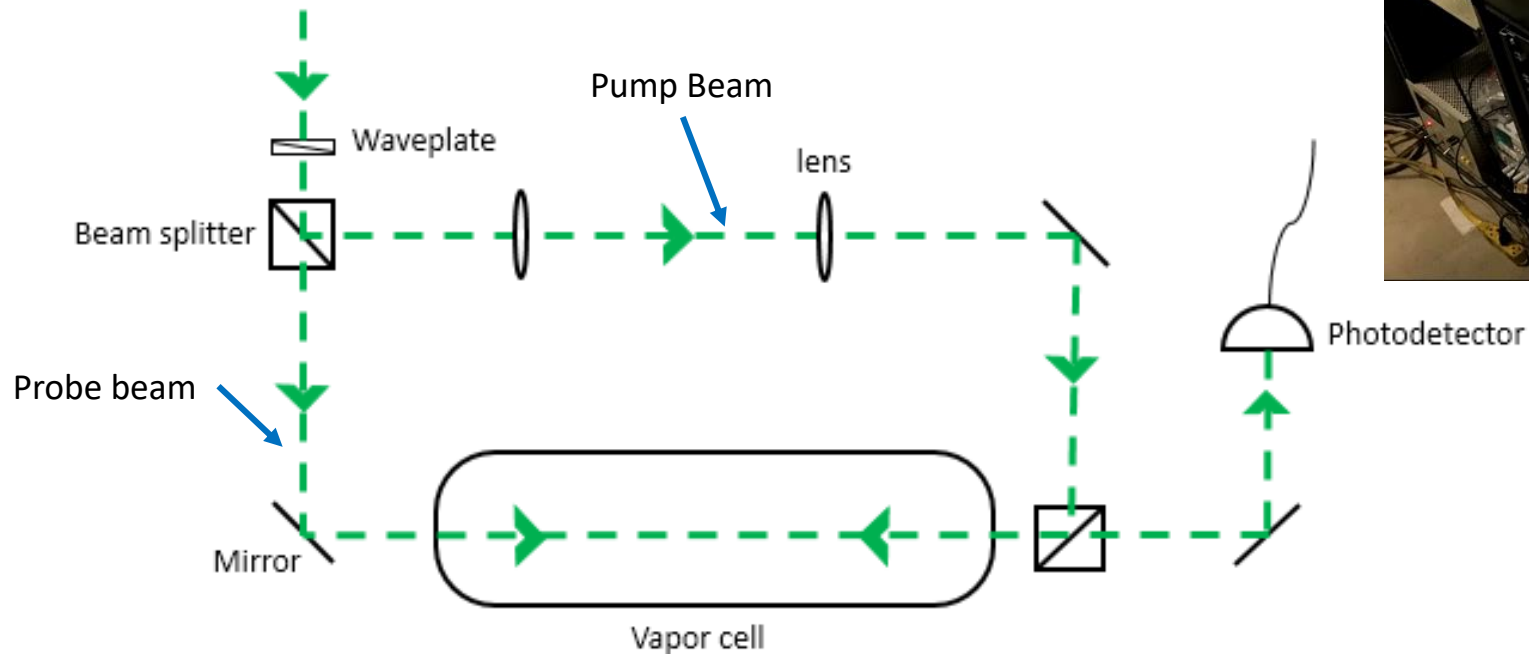 Pump Beam
Waveplate
lens
Beam splitter
Photodetector
Probe beam
Mirror
Vapor cell